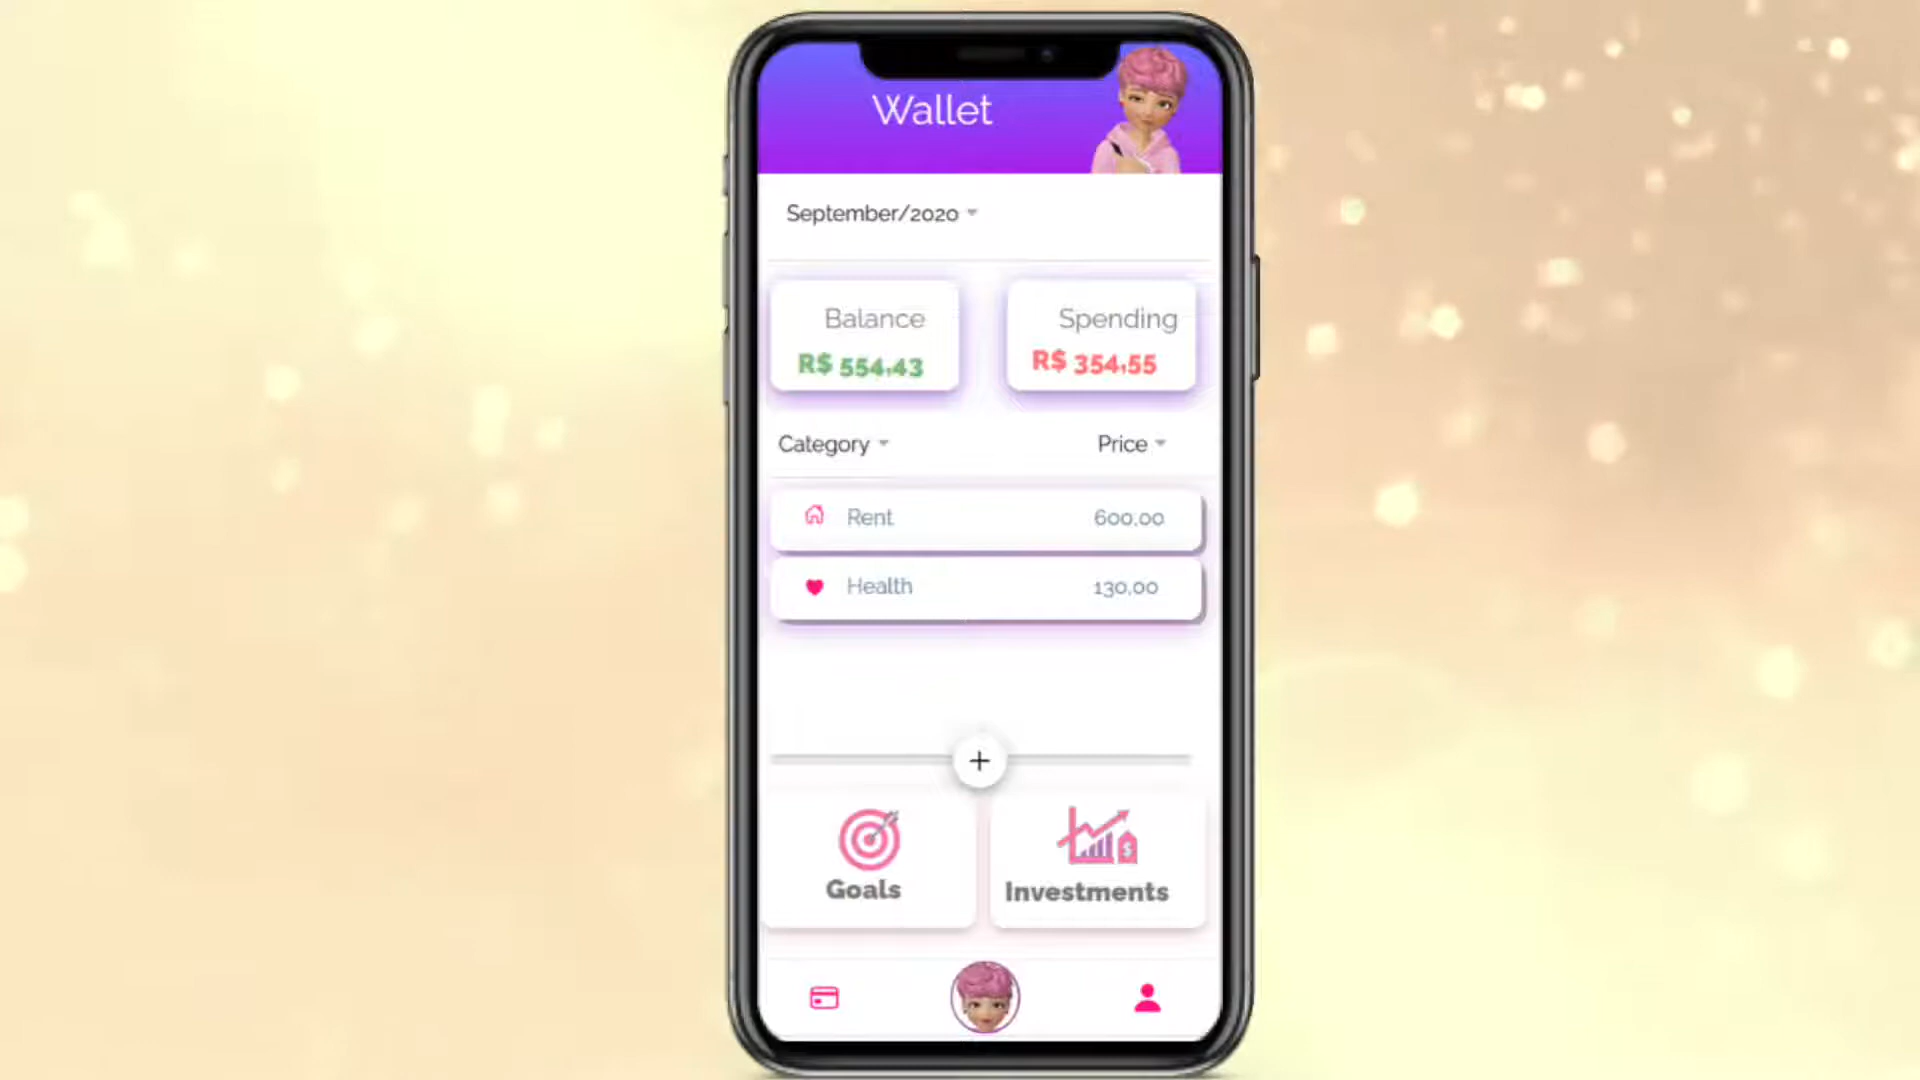 Wallet
September/2020
Balance
Spending
R$ 554,43
R$ 354,55
Category
Price
Rent
600,00
Health
130,00
+
Goals
Investments